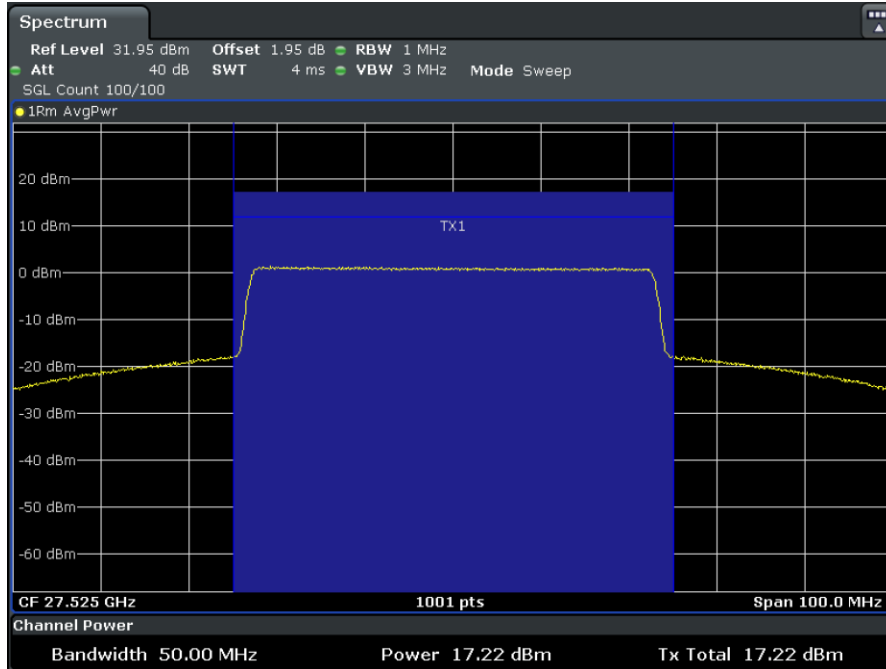 Spectrum
Ref Level 31.95 dBm Offset 1.95 dB RBW 1 MHz
Att 40 dB SWT 4 ms VBW 3 MHz Mode Sweep
SGL Count 100/100
1Rm AvgPwr
20 dBm
10 dBm
TX1
0 dBm
-10 dBm
-20 dBm
-30 dBm
-40 dBm
-50 dBm
-60 dBm
CF 27.525 GHz 1001 pts Span 100.0 MHz
Channel Power
Bandwidth 50.00 MHz Power 17.22 dBm Tx Total 17.22 dBm